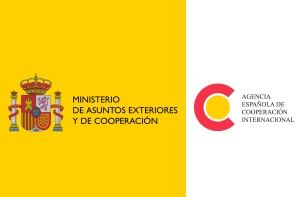 MINISTERIO
DE ASUNTOS EXTERIORES
Y DE COOPERACIÓN
AGENCIA
ESPAÑOLA DE
COOPERACIÓN
INTERNACIONAL